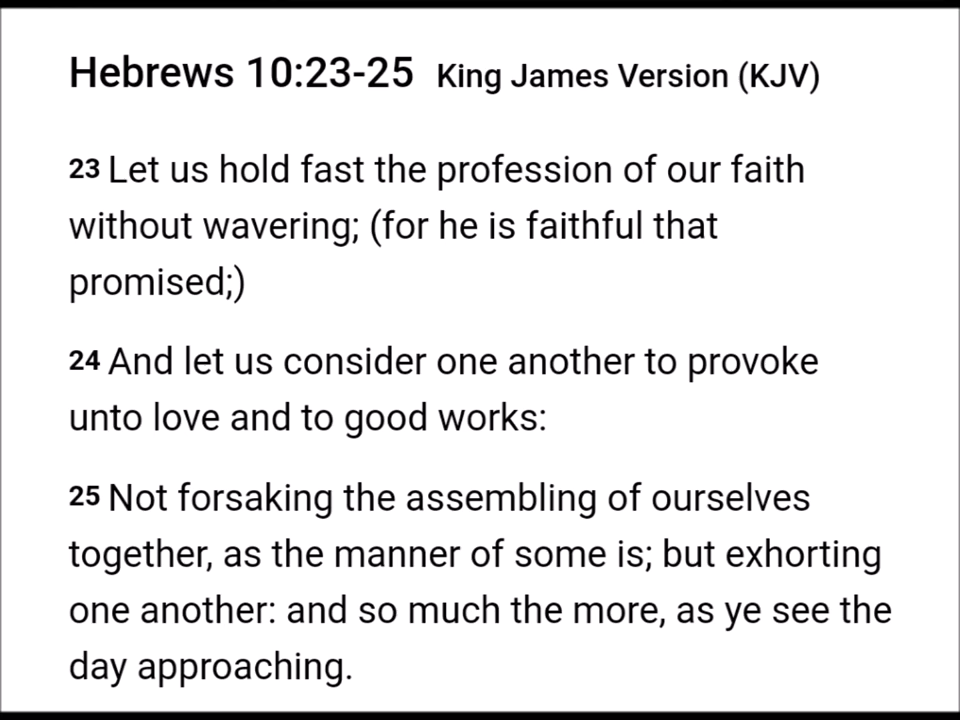 Hebrews 10:23-25 King James Version (KJV)
23 Let us hold fast the profession of our faith
without wavering; (for he is faithful that
promised;)
24 And let us consider one another to provoke
unto love and to good works:
25 Not forsaking the assembling of ourselves
together, as the manner of some is; but exhorting
one another: and so much the more, as ye see the
day approaching.